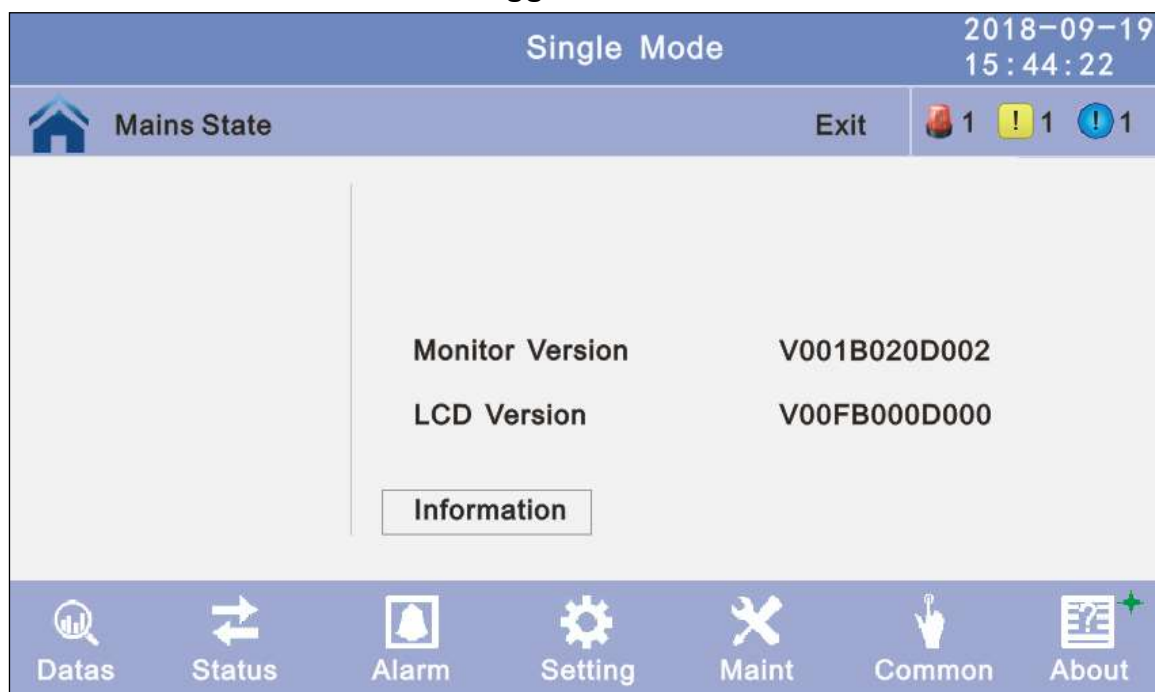 gg
Single Mode
2018-09-19
15:44:22
Mains State
Exit
1
! 1
! 1
Monitor Version V001B020D002
LCD Version V00FB000D000
Information
Datas Status Alarm Setting Maint Common About